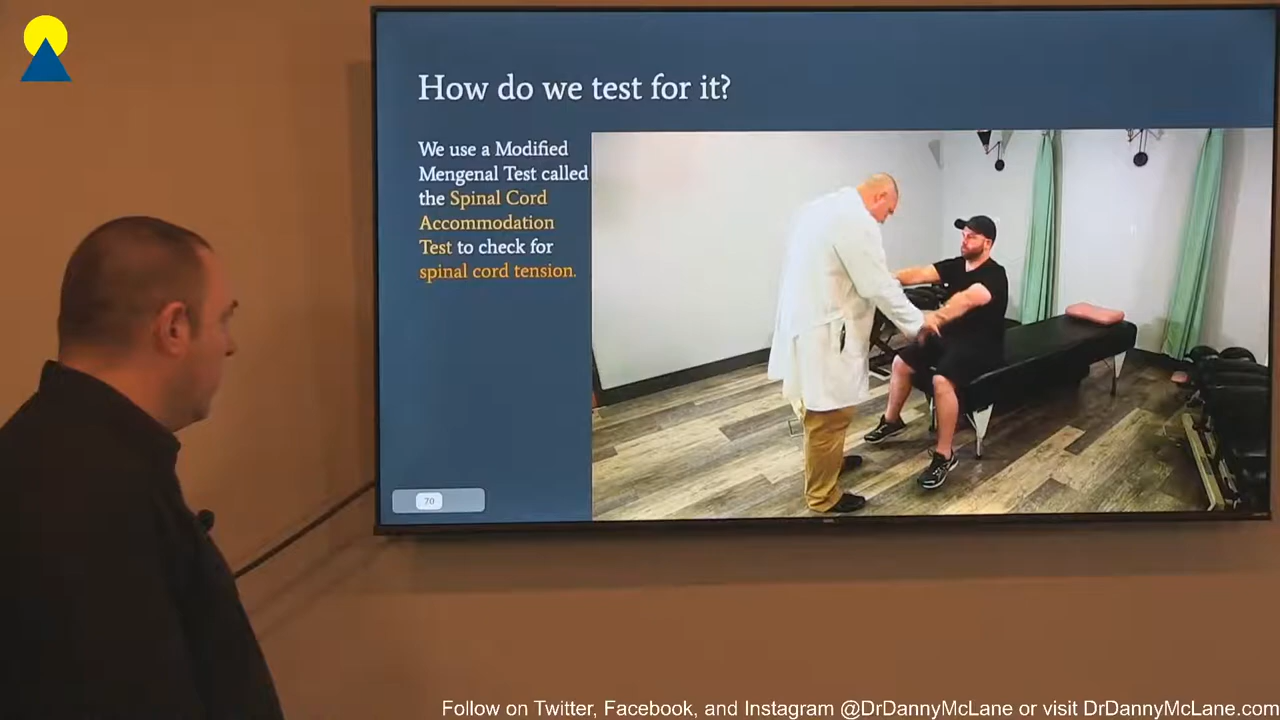 How do we test for it?
We use a Modified
Mengenal Test called
the Spinal Cord
Accommodation
Test to check for
spinal cord tension.
70
Follow on Twitter, Facebook, and Instagram @DrDannyMcLane or visit DrDannyMcLane.com